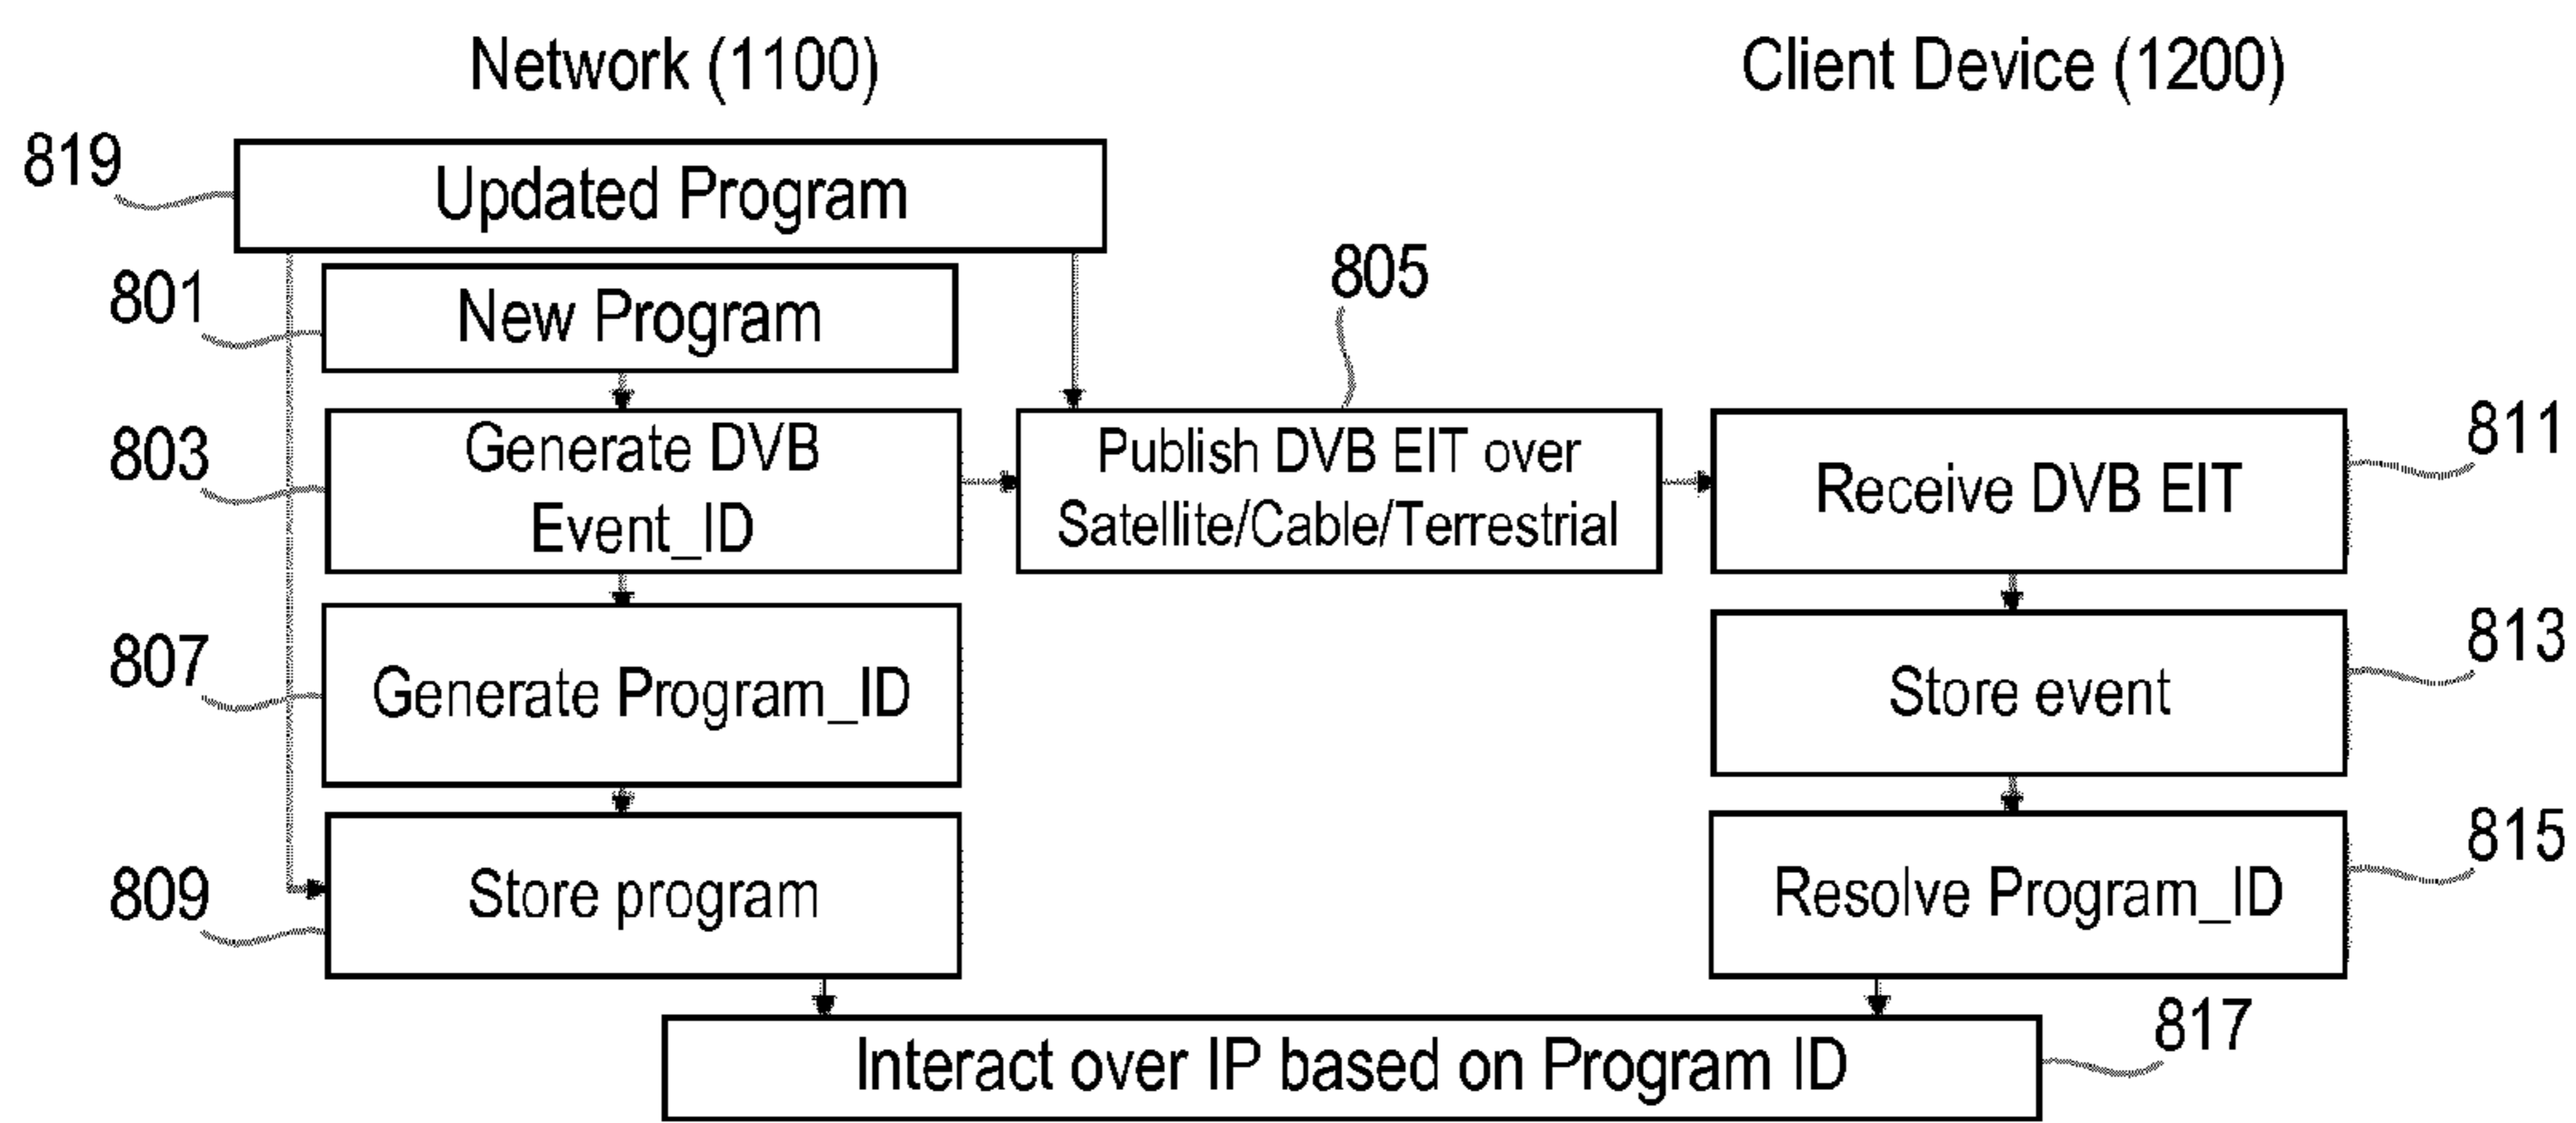 Network (1100)
Client Device (1200)
819
Updated Program
801
New Program
805
803
Generate DVB
Event_ID
Publish DVB EIT over
Satellite/Cable/Terrestrial
Receive DVB EIT
811
807
Generate Program_ID
Store event
813
809
Store program
Resolve Program_ID
815
Interact over IP based on Program ID
817